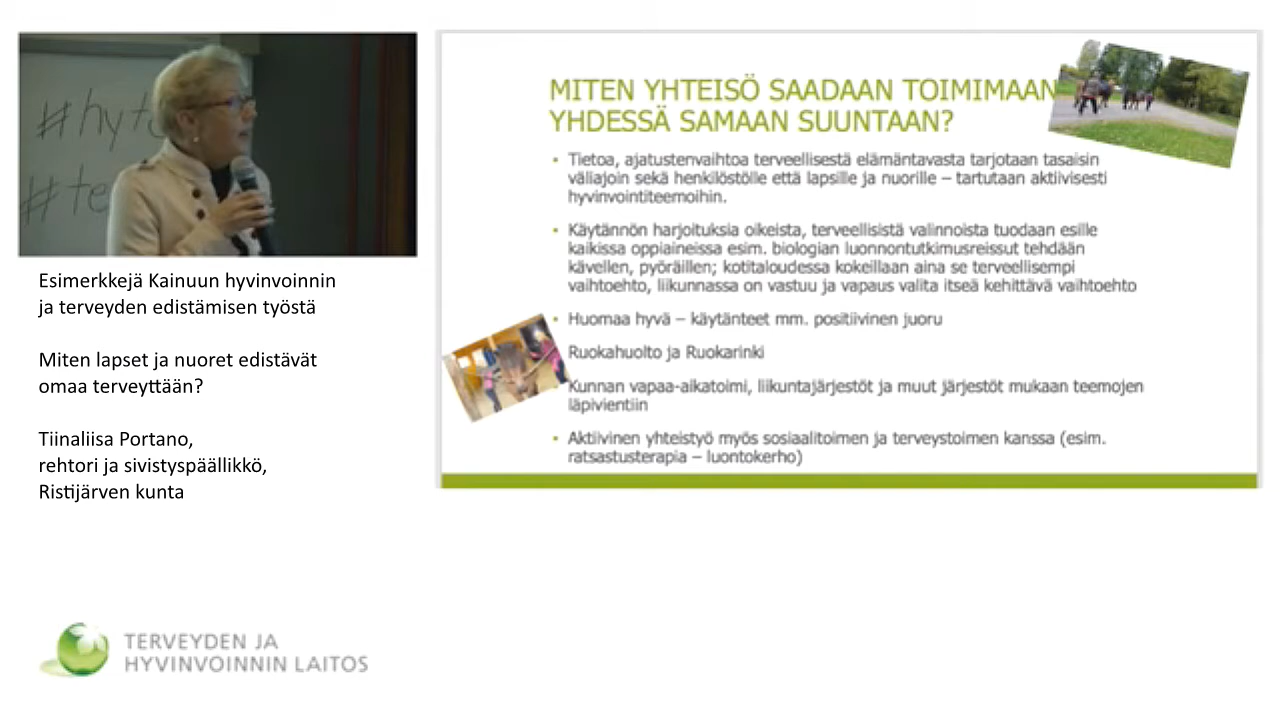 #hyto
#te
Esimerkkejä Kainuun hyvinvoinnin
ja terveyden edistämisen työstä
Miten lapset ja nuoret edistävät
omaa terveyttään?
Tiinaliisa Portano,
rehtori ja sivistyspäällikkö,
Ristijärven kunta
MITEN YHTEISÖ SAADAAN TOIMIMAAN
YHDESSÄ SAMAAN SUUNTAAN?
▪ Tietoa, ajatustenvaihtoa terveellisestä elämäntavasta tarjotaan tasaisin
väliajoin sekä henkilöstölle että lapsille ja nuorille – tartutaan aktiivisesti
hyvinvointiteemoihin.
▪ Käytännön harjoituksia oikeista, terveellisistä valinnoista tuodaan esille
kaikissa oppiaineissa esim. biologian luonnontutkimusreissut tehdään
kävellen, pyöräillen; kotitaloudessa kokeillaan aina se terveellisempi
vaihtoehto, liikunnassa on vastuu ja vapaus valita itseä kehittävä vaihtoehto
▪ Huomaa hyvä – käytänteet mm. positiivinen juoru
Ruokahuolto ja Ruokarinki
Kunnan vapaa-aikatoimi, liikuntajärjestöt ja muut järjestöt mukaan teemojen
läpivientiin
▪ Aktiivinen yhteistyö myös sosiaalitoimen ja terveystoimen kanssa (esim.
ratsastusterapia – luontokerho)
TERVEYDEN JA
HYVINVOINNIN LAITOS